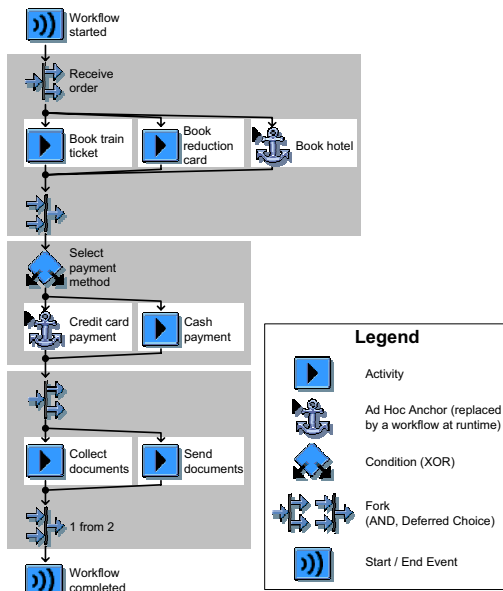 Workflow
started
Receive
order
Book train
ticket
Book
reduction
card
Book hotel
Select
payment
method
Credit card
payment
Cash
payment
Collect
documents
Send
documents
1 from 2
Workflow
completed
Legend
Activity
Ad Hoc Anchor (replaced
by a workflow at runtime)
Condition (XOR)
Fork
(AND, Deferred Choice)
Start / End Event